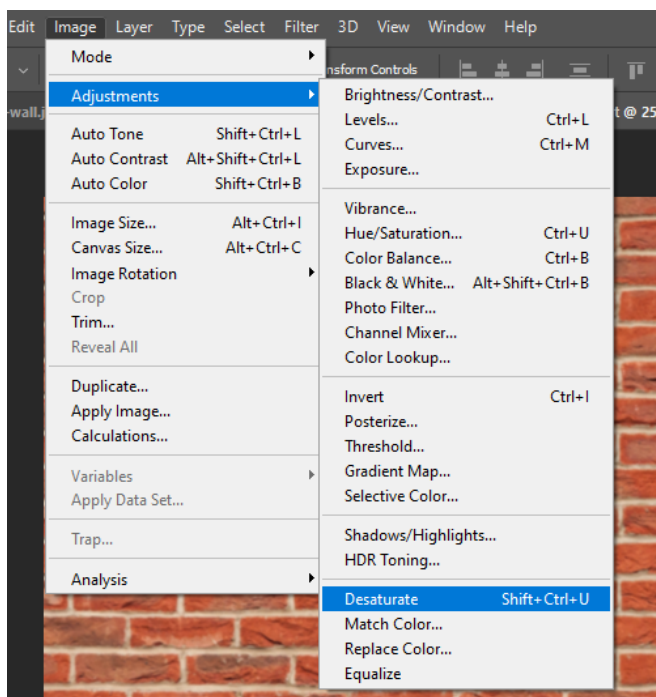 Edit Image Layer Type Select Filter 3D View Window Help
Mode
Transform Controls
-wall.j
@ 25
Adjustments
Auto Tone Shift+Ctrl+L
Auto Contrast Alt+Shift+Ctrl+L
Auto Color Shift+Ctrl+B
Image Size... Alt+Ctrl+I
Canvas Size... Alt+Ctrl+C
Image Rotation
Crop
Trim...
Reveal All
Duplicate...
Apply Image...
Calculations...
Variables
Apply Data Set...
Trap...
Analysis
Brightness/Contrast...
Levels... Ctrl+L
Curves... Ctrl+M
Exposure...
Vibrance...
Hue/Saturation... Ctrl+U
Color Balance... Ctrl+B
Black & White... Alt+Shift+Ctrl+B
Photo Filter...
Channel Mixer...
Color Lookup...
Invert Ctrl+I
Posterize...
Threshold...
Gradient Map...
Selective Color...
Shadows/Highlights...
HDR Toning...
Desaturate Shift+Ctrl+U
Match Color...
Replace Color...
Equalize